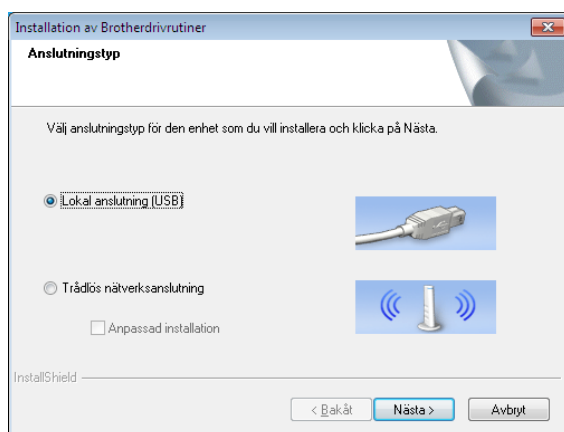 Installation av Brotherdrivrutiner
Anslutningstyp
Välj anslutningstyp för den enhet som du vill installera och klicka på Nästa.
Lokal anslutning (USB)
Trådlös nätverksanslutning
Anpassad installation
InstallShield
< Bakåt Nästa > Avbryt